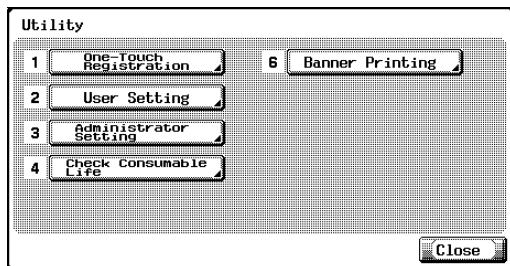 Utility
1 One-Touch
Registration
2 User Setting
3 Administrator
Setting
4 Check Consumable
Life
6 Banner Printing
Close